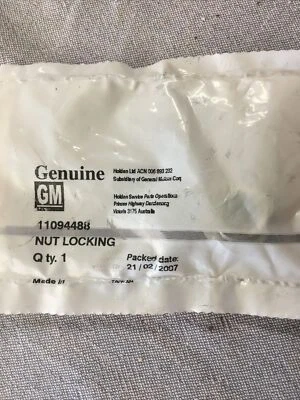 Genuine
GM
Holden Ltd ACN 006 893 232
Subsidiary of General Motors Corp
Holden Service Parts Operations
Princes Highway Dandenong
Victoria 3175 Australia
11094488
NUT LOCKING
Qty. 1
Packed date:
21/02/2007
Made in